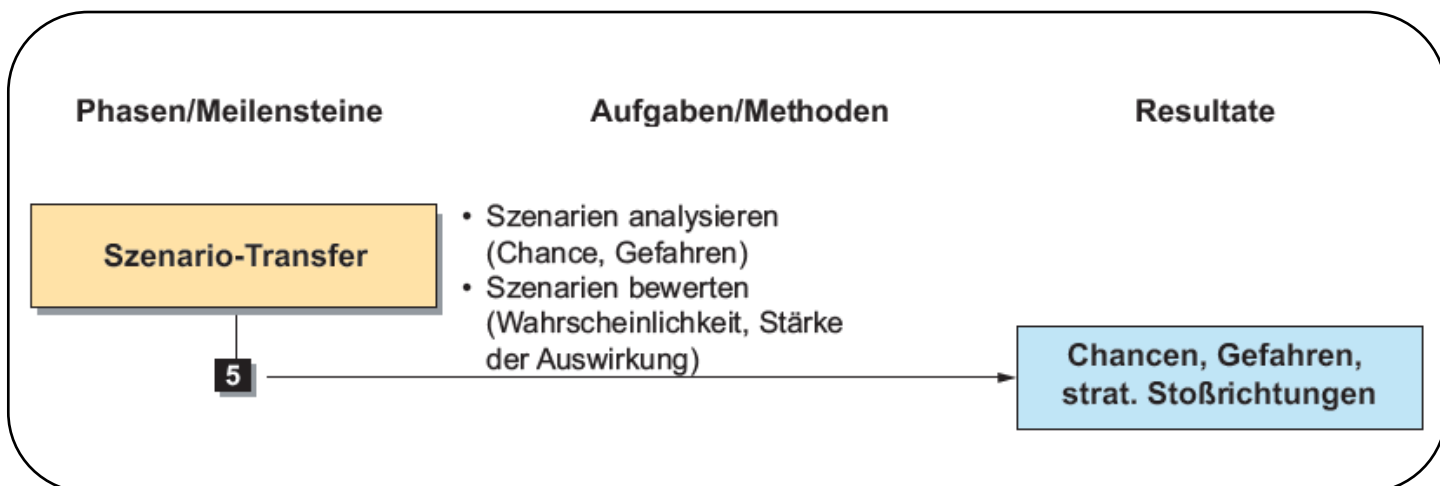 Phasen/Meilensteine
Aufgaben/Methoden
Resultate
Szenario-Transfer
• Szenarien analysieren
(Chance, Gefahren)
• Szenarien bewerten
(Wahrscheinlichkeit, Stärke
der Auswirkung)
5
Chancen, Gefahren,
strat. Stoßrichtungen